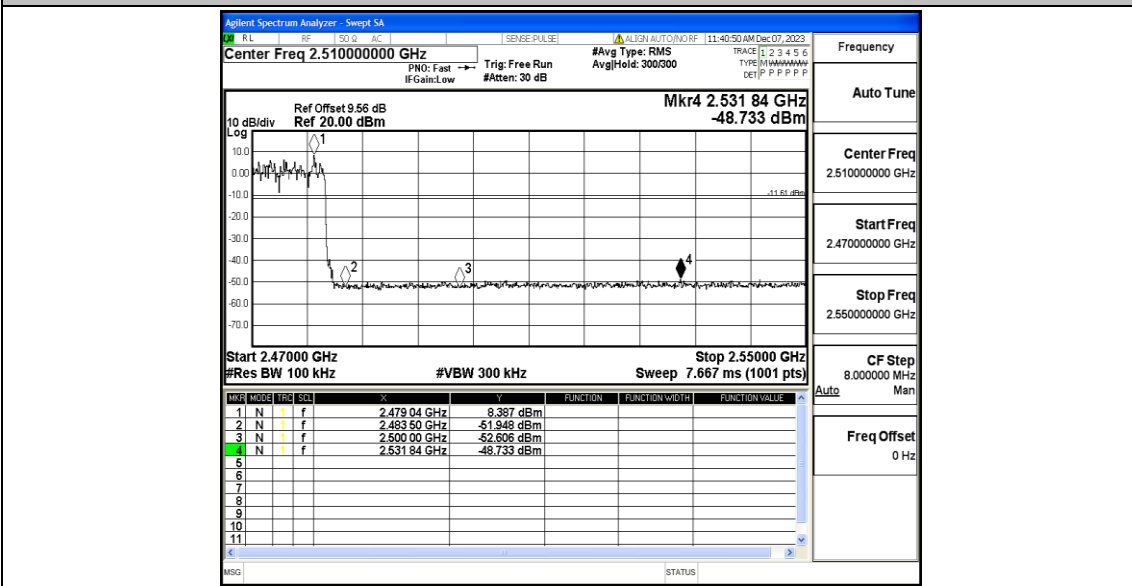 Agilent Spectrum Analyzer - Swept SA
RL RF 50 Ω AC SENSE:PULSE ALIGN AUTO/NO RF 11:40:50 AM Dec 07, 2023
Center Freq 2.510000000 GHz
PNO: Fast
IFGain:Low
Trig: Free Run
#Atten: 30 dB
#Avg Type: RMS
Avg|Hold: 300/300
TRACE 1 2 3 4 5 6
TYPE M
DET P P P P P P
Frequency
Auto Tune
Center Freq
2.510000000 GHz
Start Freq
2.470000000 GHz
Stop Freq
2.550000000 GHz
CF Step
8.000000 MHz
Auto Man
Freq Offset
0 Hz
Mkr4 2.531 84 GHz
-48.733 dBm
Ref Offset 9.56 dB
10 dB/div Ref 20.00 dBm
Log
10.0
0.00
-10.0
-20.0
-30.0
-40.0
-50.0
-60.0
-70.0
1
2
3
4
-11.61 dBm
Start 2.47000 GHz Stop 2.55000 GHz
#Res BW 100 kHz #VBW 300 kHz Sweep 7.667 ms (1001 pts)
MKR MODE TRC SCL X Y FUNCTION FUNCTION WIDTH FUNCTION VALUE
1 N 1 f 2.479 04 GHz 8.387 dBm
2 N 1 f 2.483 50 GHz -51.948 dBm
3 N 1 f 2.500 00 GHz -52.606 dBm
4 N 1 f 2.531 84 GHz -48.733 dBm
5
6
7
8
9
10
11
MSG STATUS